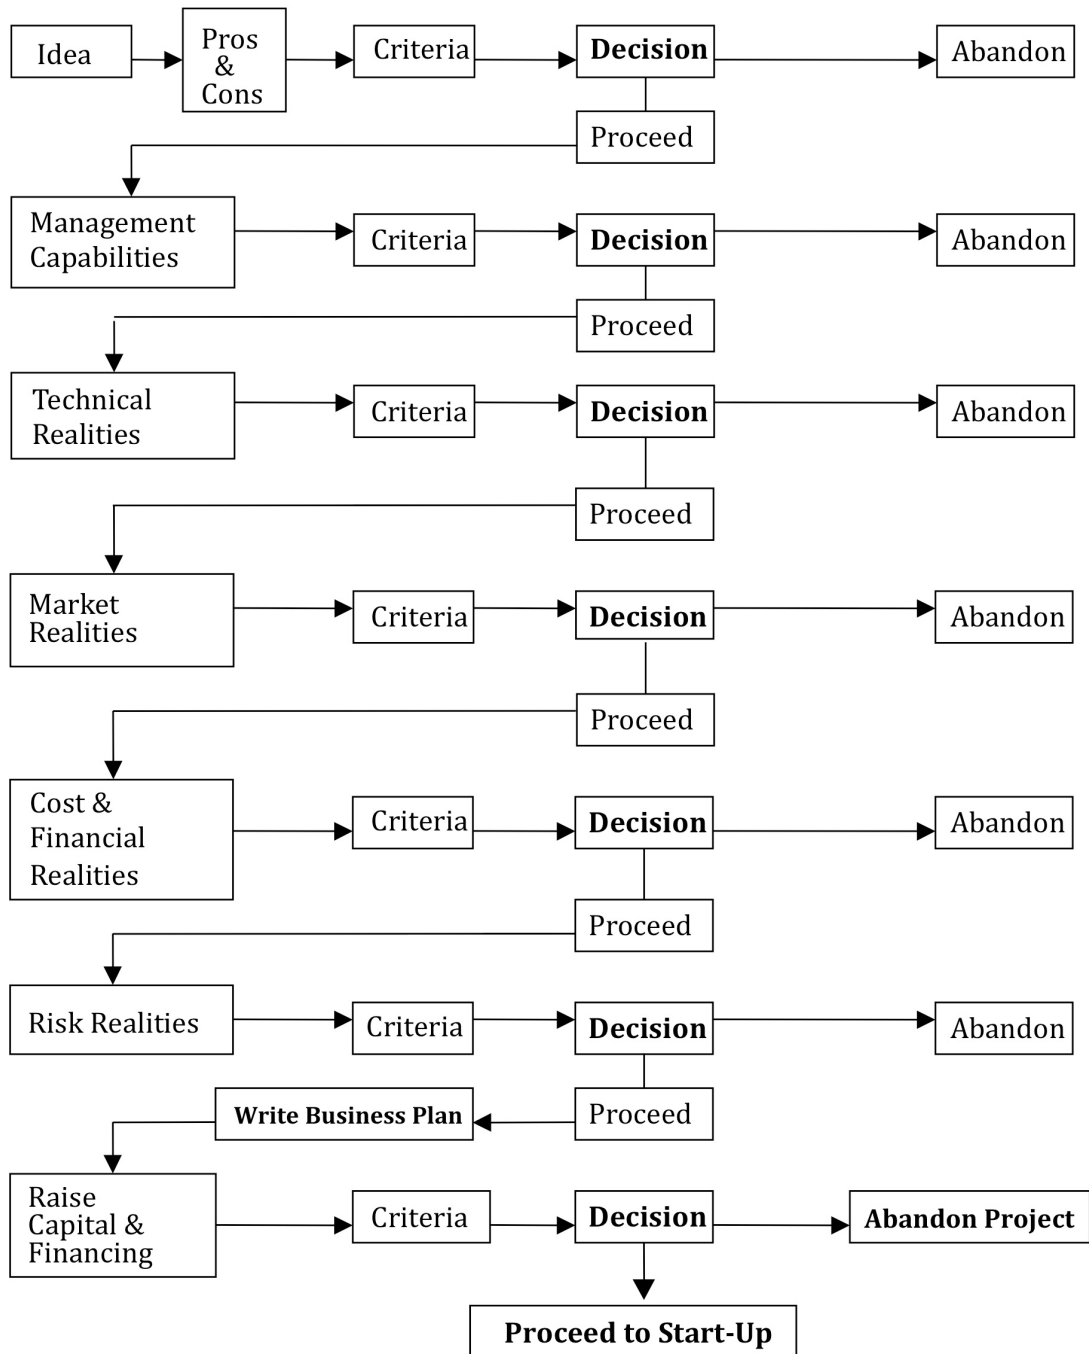 Idea
Pros
&
Cons
Criteria
Decision
Abandon
Proceed
Management
Capabilities
Criteria
Decision
Abandon
Proceed
Technical
Realities
Criteria
Decision
Abandon
Proceed
Market
Realities
Criteria
Decision
Abandon
Proceed
Cost &
Financial
Realities
Criteria
Decision
Abandon
Proceed
Risk Realities
Criteria
Decision
Abandon
Proceed
Write Business Plan
Raise
Capital &
Financing
Criteria
Decision
Abandon Project
Proceed to Start-Up